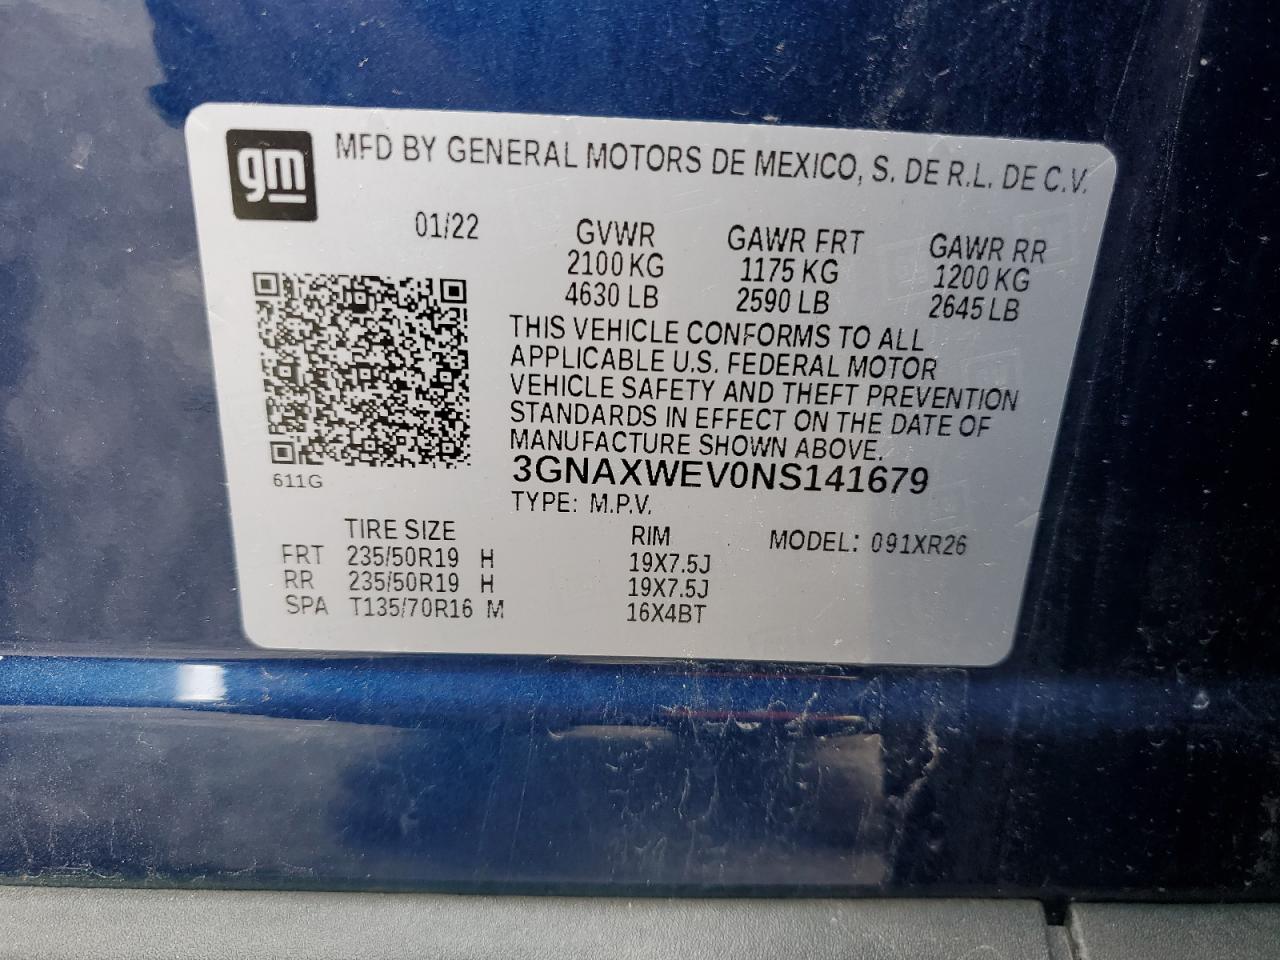 gm
MFD BY GENERAL MOTORS DE MEXICO, S. DE R.L. DE C.V.
01/22 GVWR GAWR FRT GAWR RR
2100 KG 1175 KG 1200 KG
4630 LB 2590 LB 2645 LB
THIS VEHICLE CONFORMS TO ALL
APPLICABLE U.S. FEDERAL MOTOR
VEHICLE SAFETY AND THEFT PREVENTION
STANDARDS IN EFFECT ON THE DATE OF
MANUFACTURE SHOWN ABOVE.
3GNAXWEV0NS141679
611G
TYPE: M.P.V.
TIRE SIZE RIM MODEL: 091XR26
FRT 235/50R19 H 19X7.5J
RR 235/50R19 H 19X7.5J
SPA T135/70R16 M 16X4BT